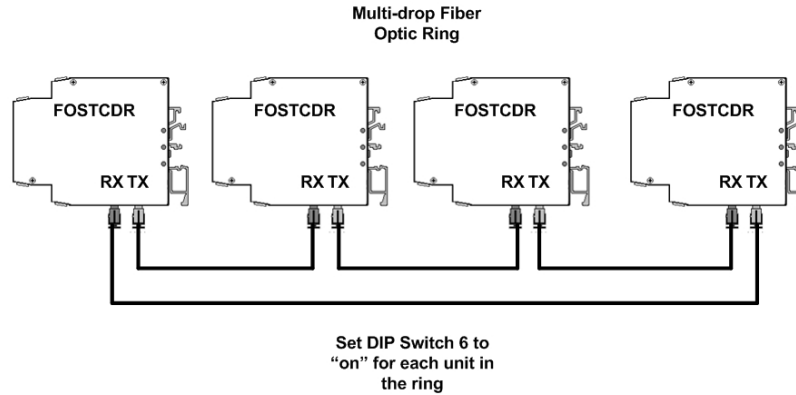 Multi-drop Fiber
Optic Ring
FOSTCDR
FOSTCDR
FOSTCDR
FOSTCDR
RX TX
RX TX
RX TX
RX TX
Set DIP Switch 6 to
“on” for each unit in
the ring